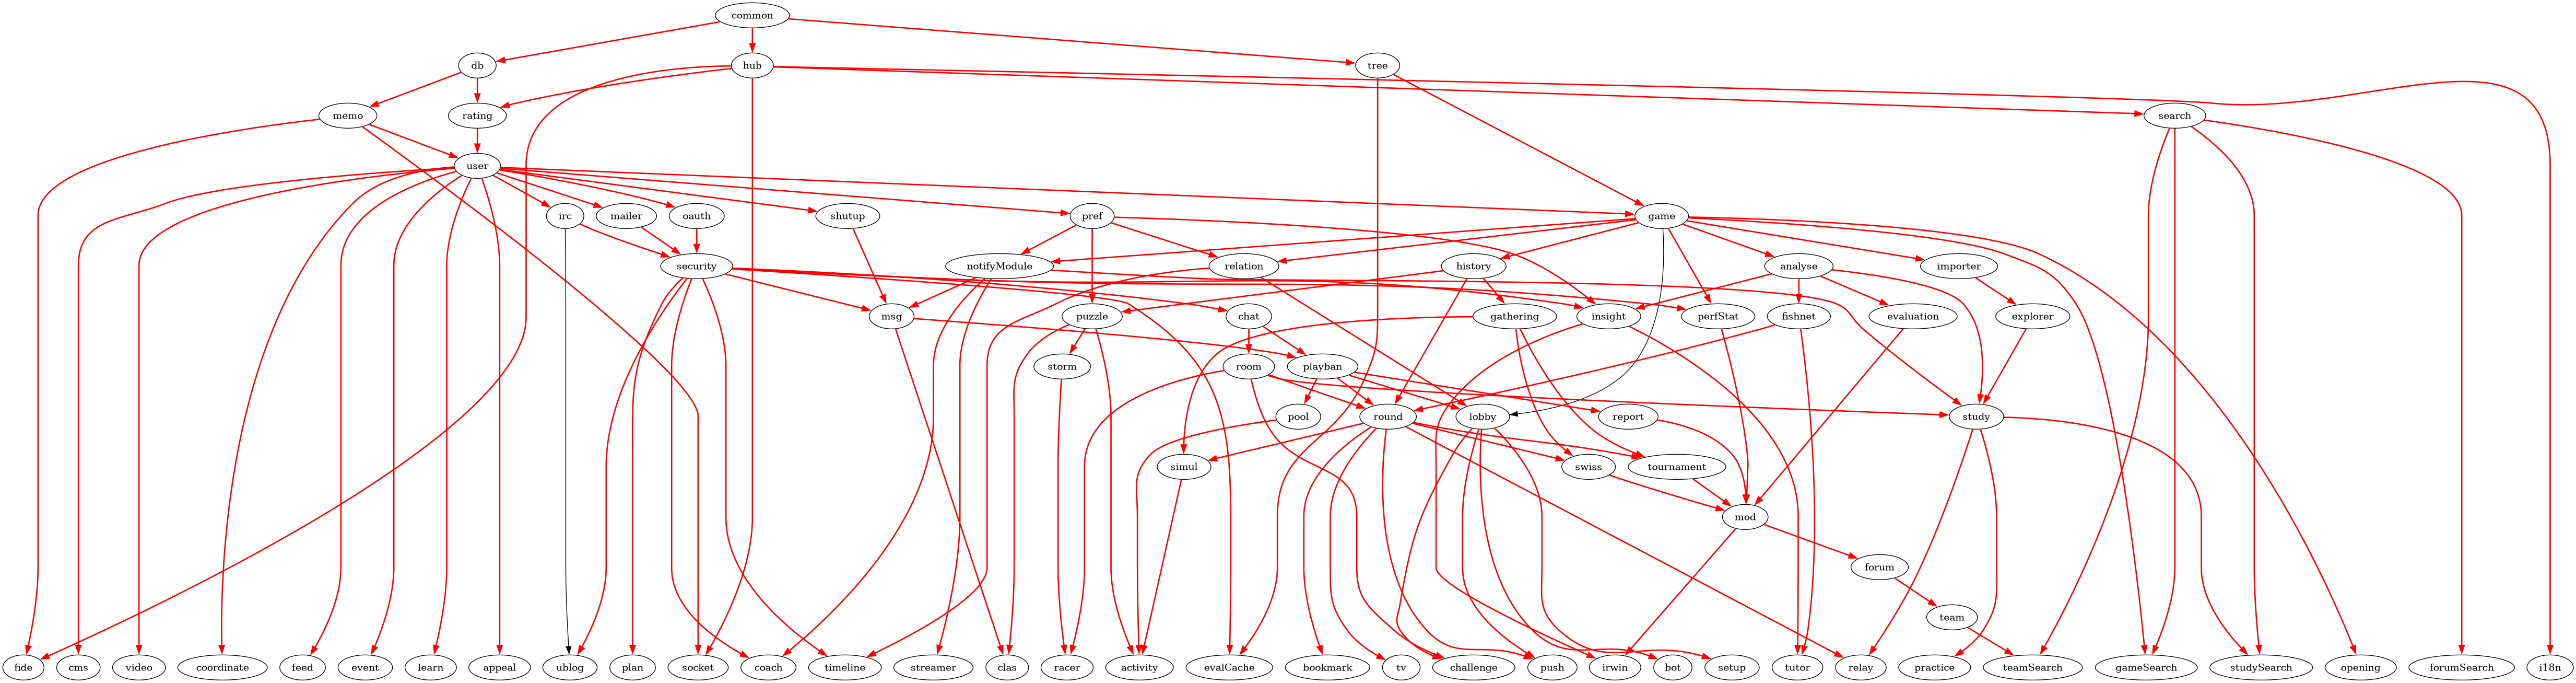 common
db
hub
tree
memo
rating
search
user
irc
mailer
oauth
shutup
pref
game
security
notifyModule
relation
history
analyse
importer
msg
puzzle
chat
gathering
insight
perfStat
fishnet
evaluation
explorer
storm
room
playban
pool
round
lobby
report
study
simul
swiss
tournament
mod
forum
team
fide
cms
video
coordinate
feed
event
learn
appeal
ublog
plan
socket
coach
timeline
streamer
clas
racer
activity
evalCache
bookmark
tv
challenge
push
irwin
bot
setup
tutor
relay
practice
teamSearch
gameSearch
studySearch
opening
forumSearch
i18n